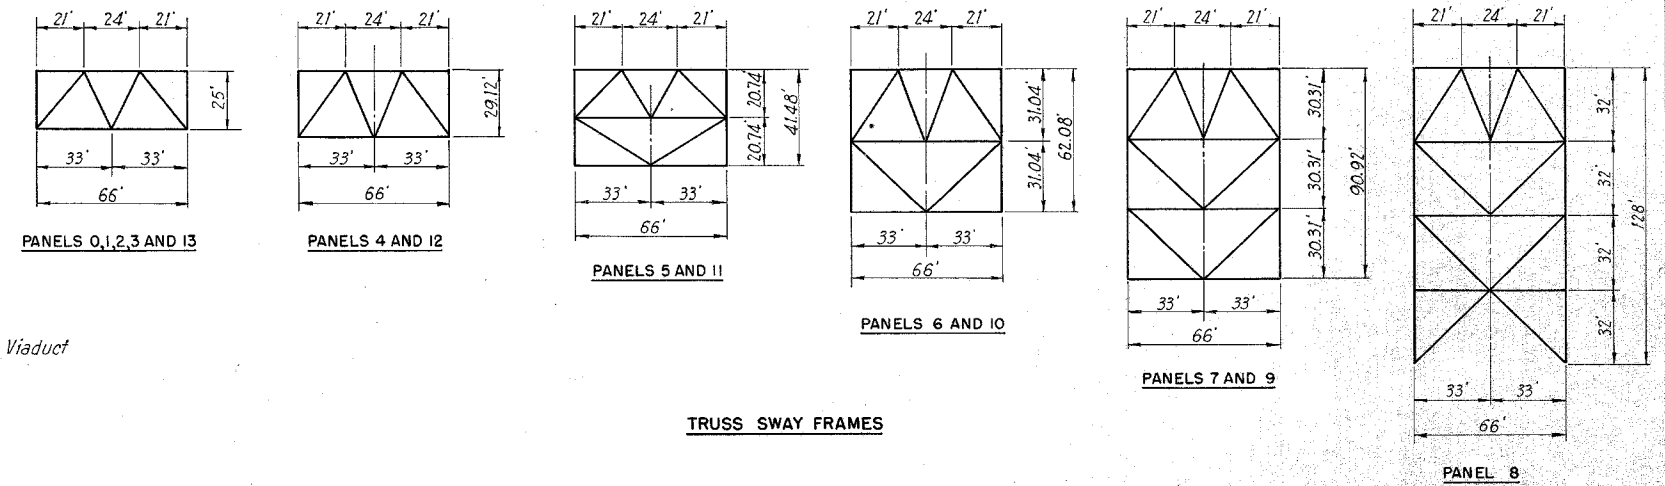 21' 24' 21'
25'
33' 33'
66'
PANELS 0,1,2,3 AND 13
21' 24' 21'
29.12'
33' 33'
66'
PANELS 4 AND 12
21' 24' 21'
20.74'
20.74'
41.48'
33' 33'
66'
PANELS 5 AND 11
21' 24' 21'
31.04'
31.04'
62.08'
33' 33'
66'
PANELS 6 AND 10
21' 24' 21'
30.31'
30.31'
30.31'
90.92'
33' 33'
66'
PANELS 7 AND 9
21' 24' 21'
32'
32'
32'
32'
128'
33' 33'
66'
PANEL 8
Viaduct
TRUSS SWAY FRAMES